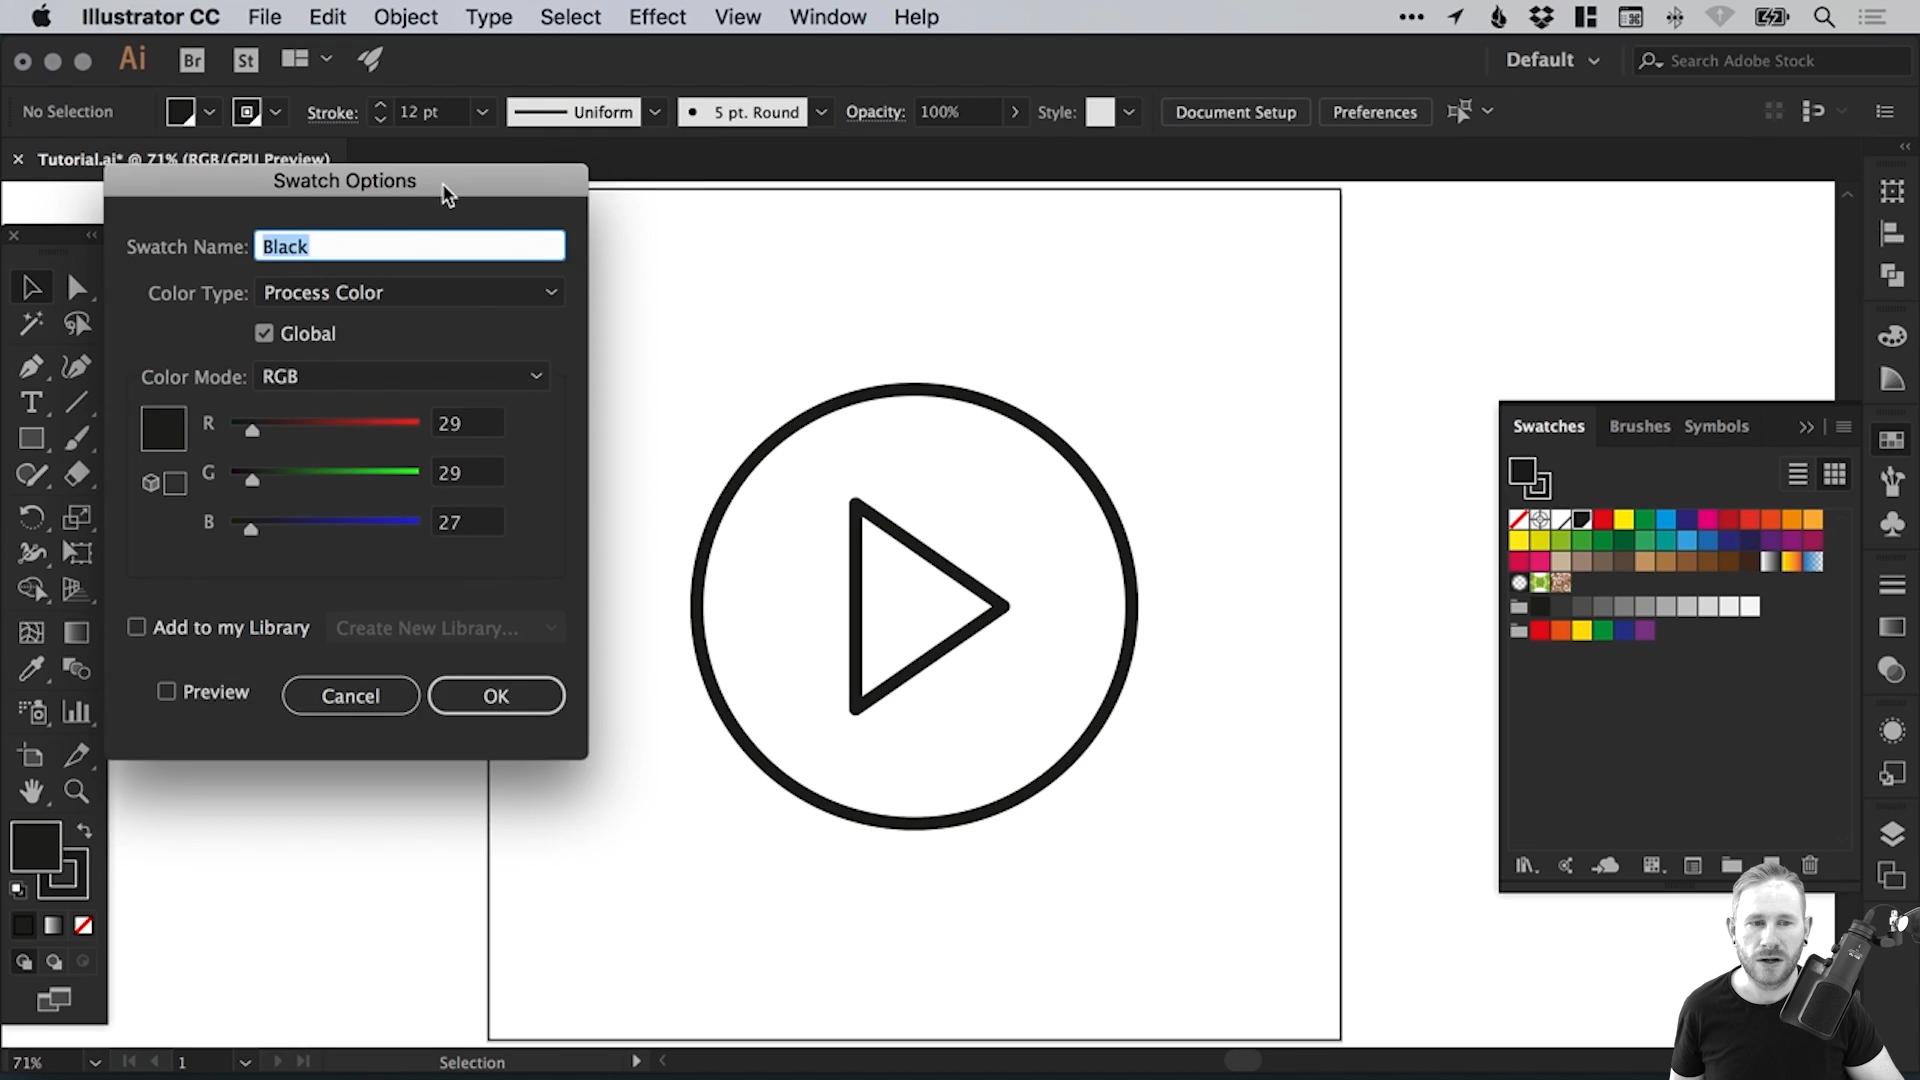 Illustrator CC File Edit Object Type Select Effect View Window Help
Ai Br St Default Search Adobe Stock
No Selection Stroke: 12 pt Uniform 5 pt. Round Opacity: 100% Style: Document Setup Preferences
Tutorial.ai* @ 71% (RGB/GPU Preview)
Swatch Options
Swatch Name: Black
Color Type: Process Color
Global
Color Mode: RGB
R 29
G 29
B 27
Add to my Library Create New Library...
Preview Cancel OK
Swatches Brushes Symbols
71% 1 Selection